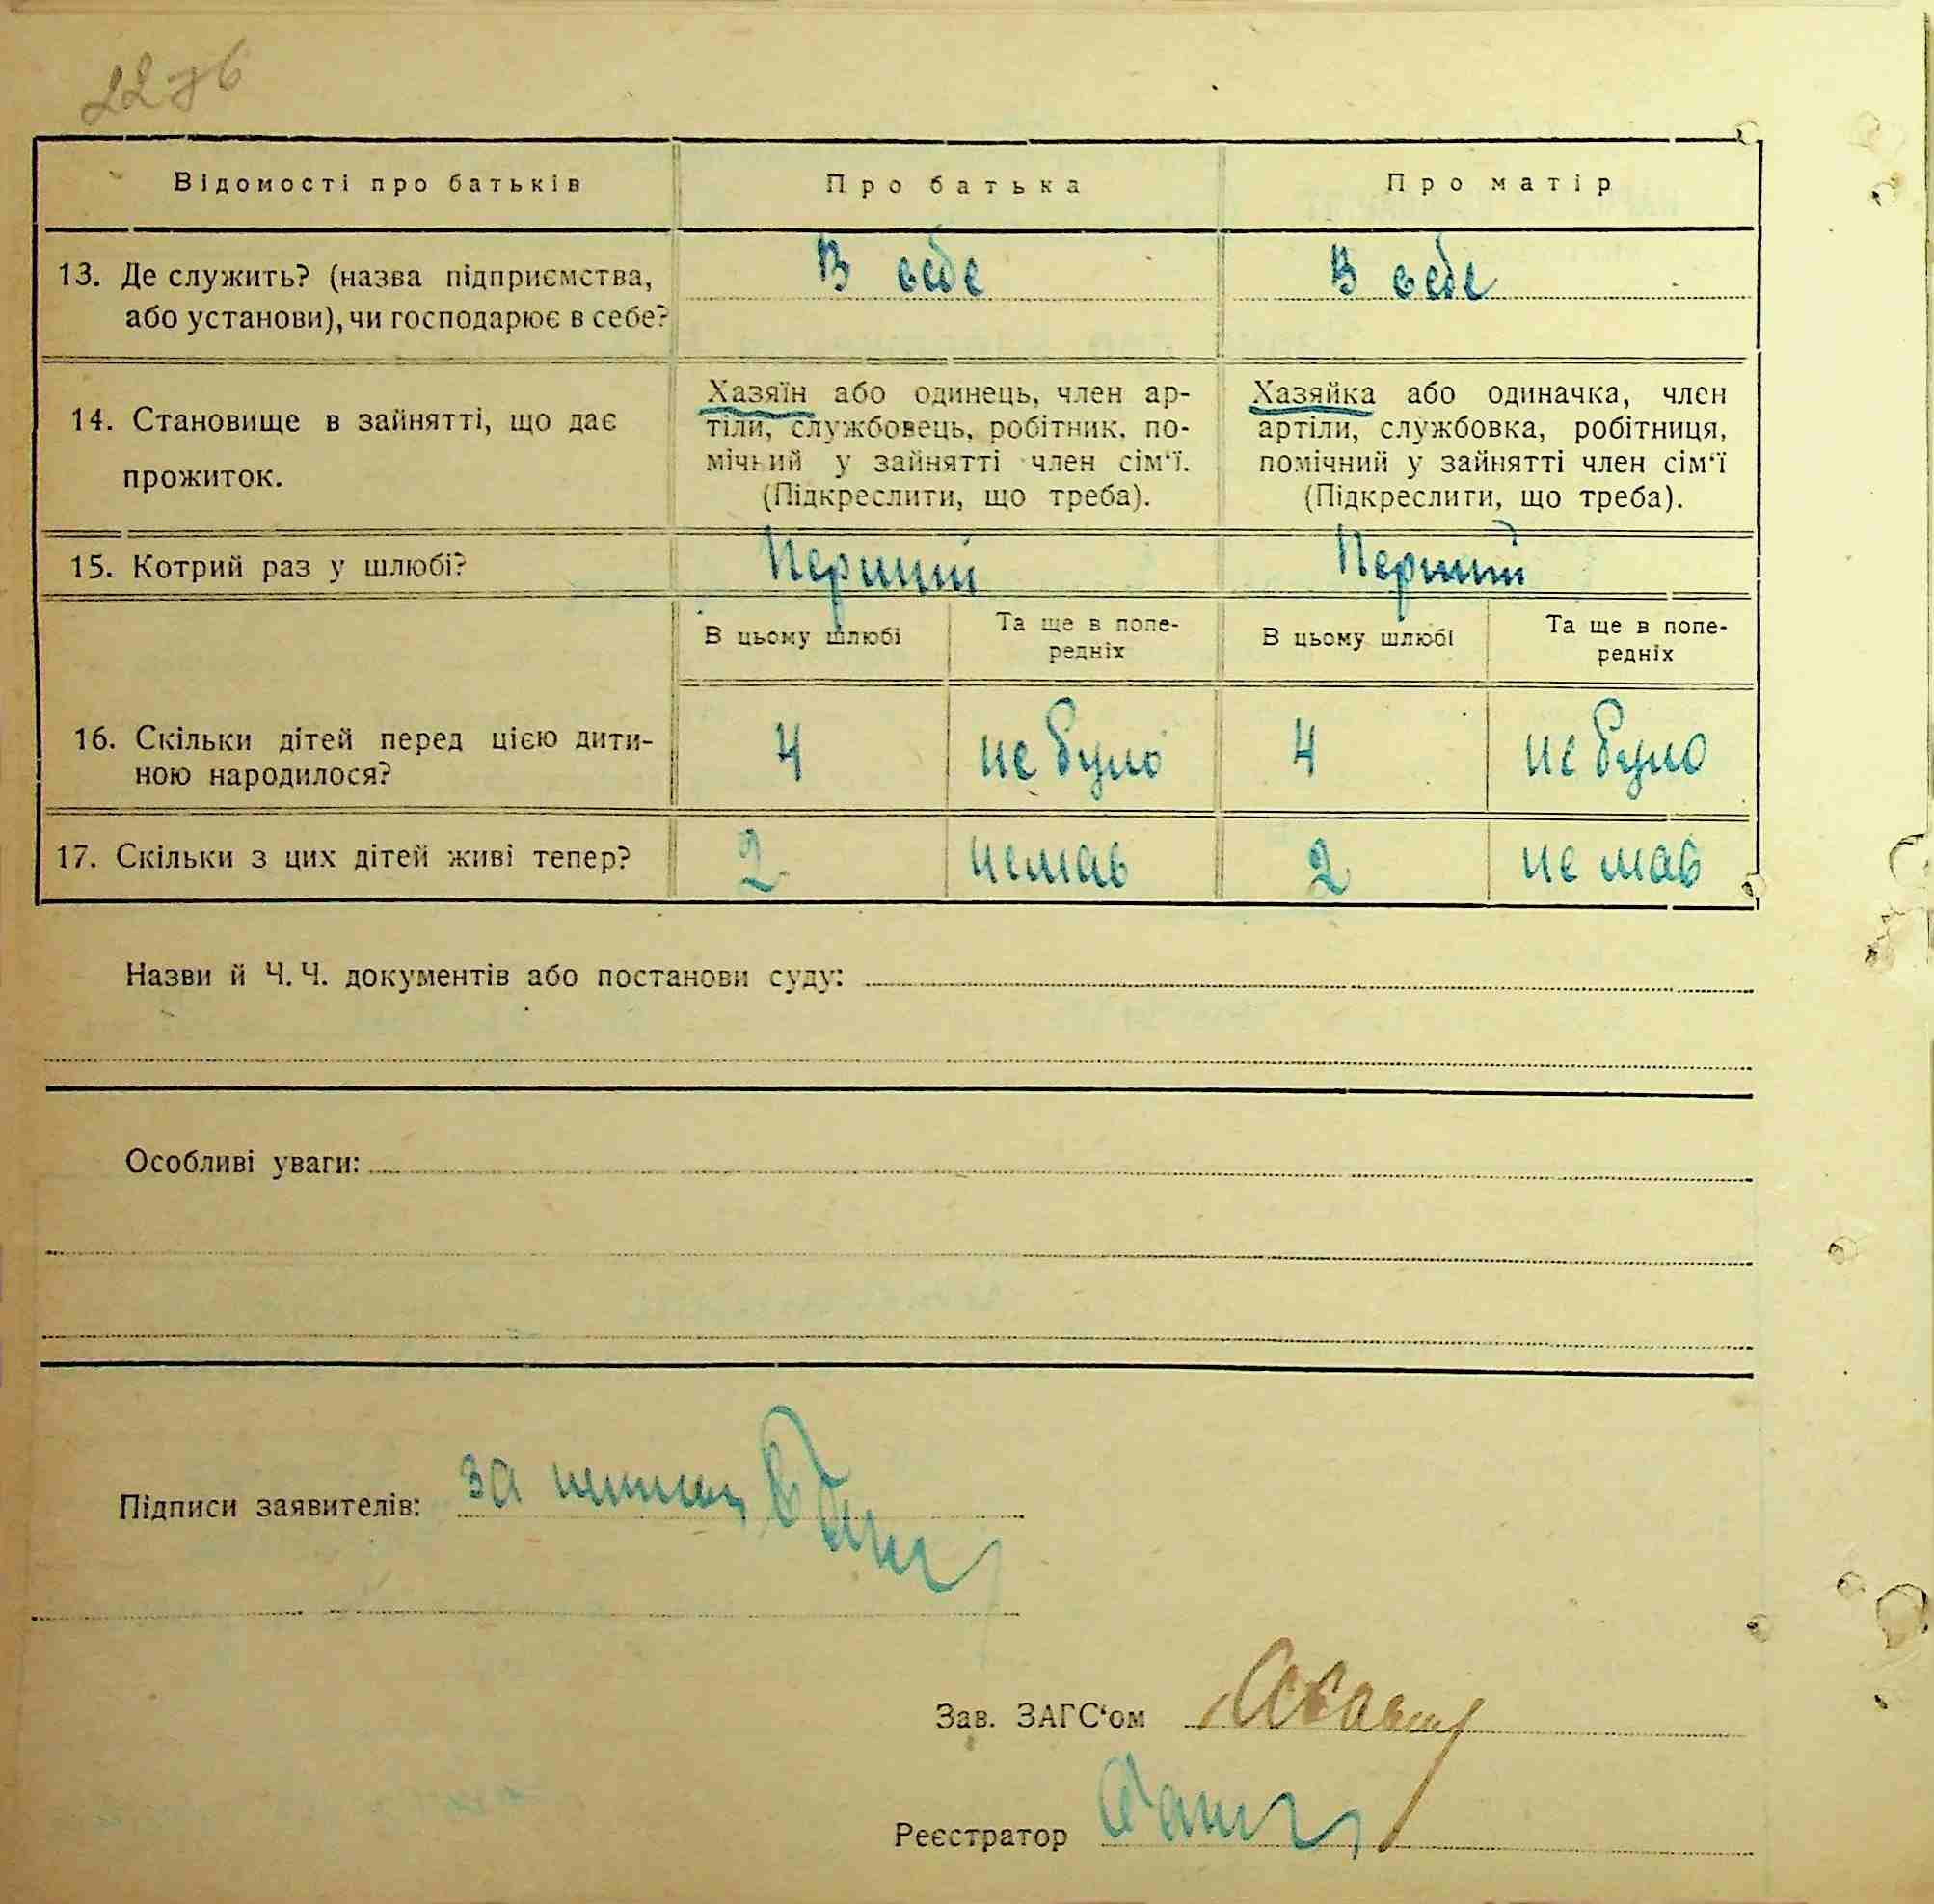 22 зв
Відомості про батьків Про батька Про матір
13. Де служить? (назва підприємства, В себе В себе
або установи), чи господарює в себе?
Хазяїн або одинець, член ар- Хазяйка або одиначка, член
14. Становище в зайнятті, що дає тіли, службовець, робітник, по- артіли, службовка, робітниця,
прожиток. мічний у зайнятті член сім‘ї. помічний у зайнятті член сім‘ї
(Підкреслити, що треба). (Підкреслити, що треба).
15. Котрий раз у шлюбі? Перший Перший
В цьому шлюбі Та ще в попе- В цьому шлюбі Та ще в попе-
редніх редніх
16. Скільки дітей перед цією дити- 4 не було 4 не було
ною народилося?
17. Скільки з цих дітей живі тепер? 2 немав 2 не мав
Назви й Ч. Ч. документів або постанови суду:
Особливі уваги:
Підписи заявителів: за
Зав. ЗАГС‘ом
Реєстратор